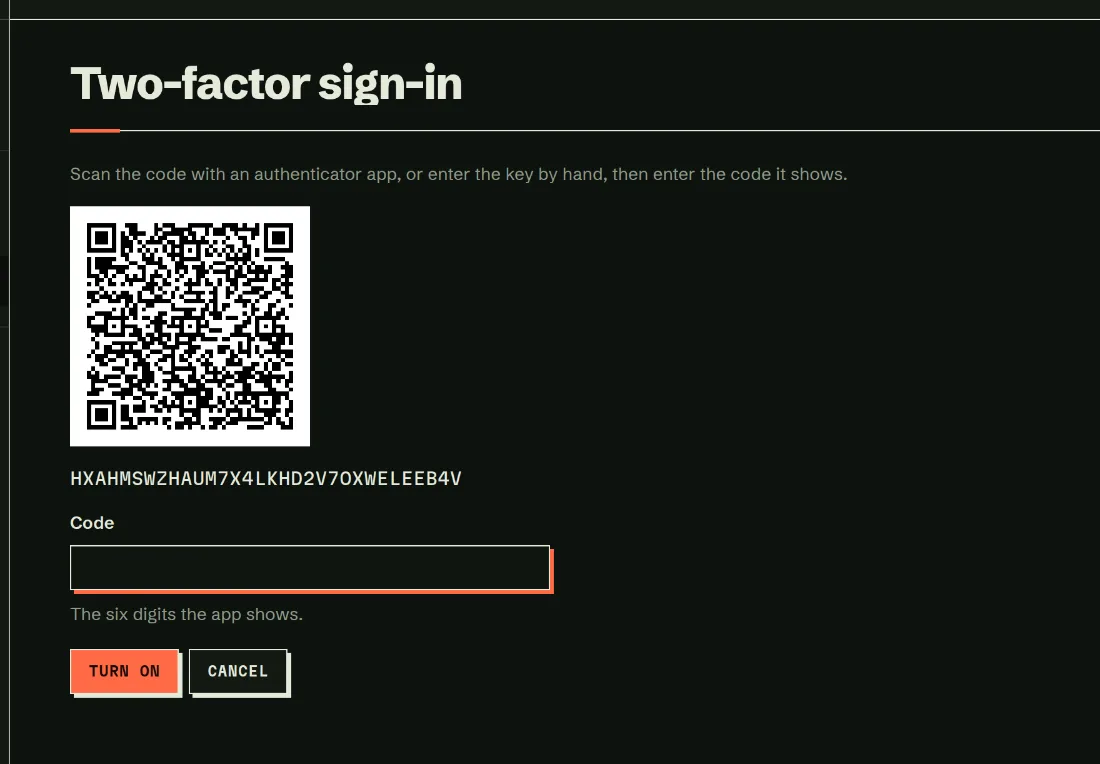 Two-factor sign-in
Scan the code with an authenticator app, or enter the key by hand, then enter the code it shows.
HXAHMSWZHAUM7X4LKHD2V7OXWELEEB4V
Code
The six digits the app shows.
TURN ON
CANCEL